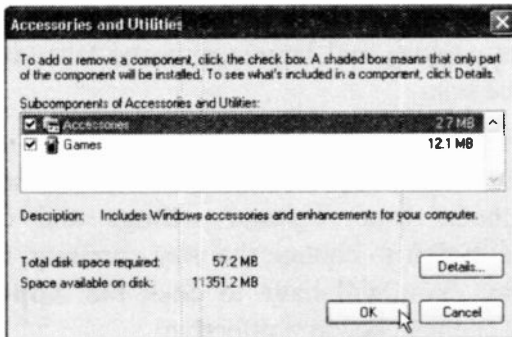 Accessories and Utilities
To add or remove a component, click the check box. A shaded box means that only part
of the component will be installed. To see what's included in a component, click Details.
Subcomponents of Accessories and Utilities:
Accessories 2.7 MB
Games 12.1 MB
Description: Includes Windows accessories and enhancements for your computer.
Total disk space required: 57.2 MB
Space available on disk: 11351.2 MB
Details...
OK Cancel